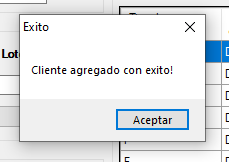 Exito
Lot
Cliente agregado con exito!
Aceptar